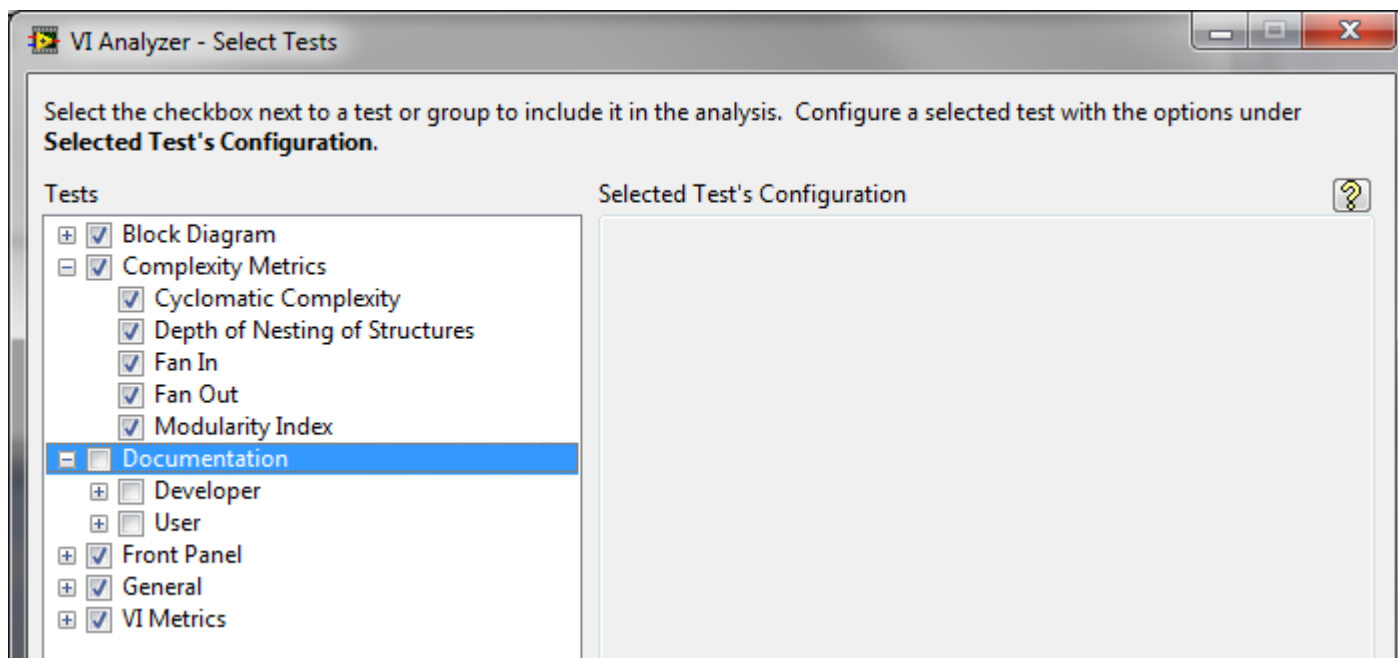 VI Analyzer - Select Tests
Select the checkbox next to a test or group to include it in the analysis.  Configure a selected test with the options under
Selected Test's Configuration.
Tests
Selected Test's Configuration
Block Diagram
Complexity Metrics
Cyclomatic Complexity
Depth of Nesting of Structures
Fan In
Fan Out
Modularity Index
Documentation
Developer
User
Front Panel
General
VI Metrics